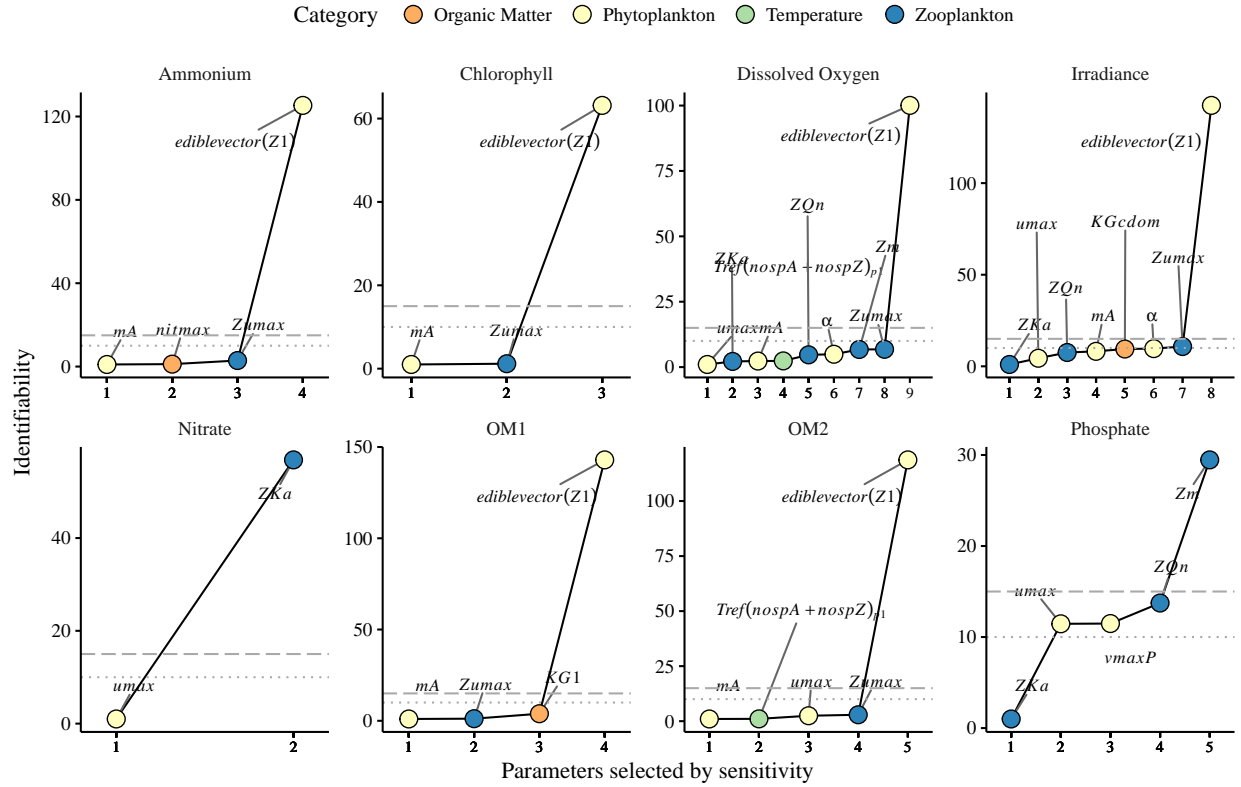 Category Organic Matter Phytoplankton Temperature Zooplankton
Ammonium Chlorophyll Dissolved Oxygen Irradiance
Identifiability
120
80
40
0
1 2 3 4
mA
nitmax
Zumax
ediblevector(Z1)
60
40
20
0
1 2 3
mA
Zumax
ediblevector(Z1)
100
75
50
25
0
1 2 3 4 5 6 7 8 9
umax
ZKa
mA
Tref(nospA+nospZ)p1
ZQn
α
Zumax
Zm
ediblevector(Z1)
100
50
0
1 2 3 4 5 6 7 8
ZKa
umax
ZQn
mA
KGcdom
α
Zumax
ediblevector(Z1)
Nitrate OM1 OM2 Phosphate
40
20
0
1 2
umax
ZKa
150
100
50
0
1 2 3 4
mA
Zumax
KG1
ediblevector(Z1)
100
75
50
25
0
1 2 3 4 5
mA
Tref(nospA+nospZ)p1
umax
Zumax
ediblevector(Z1)
30
20
10
0
1 2 3 4 5
ZKa
umax
vmaxP
ZQn
Zm
Parameters selected by sensitivity